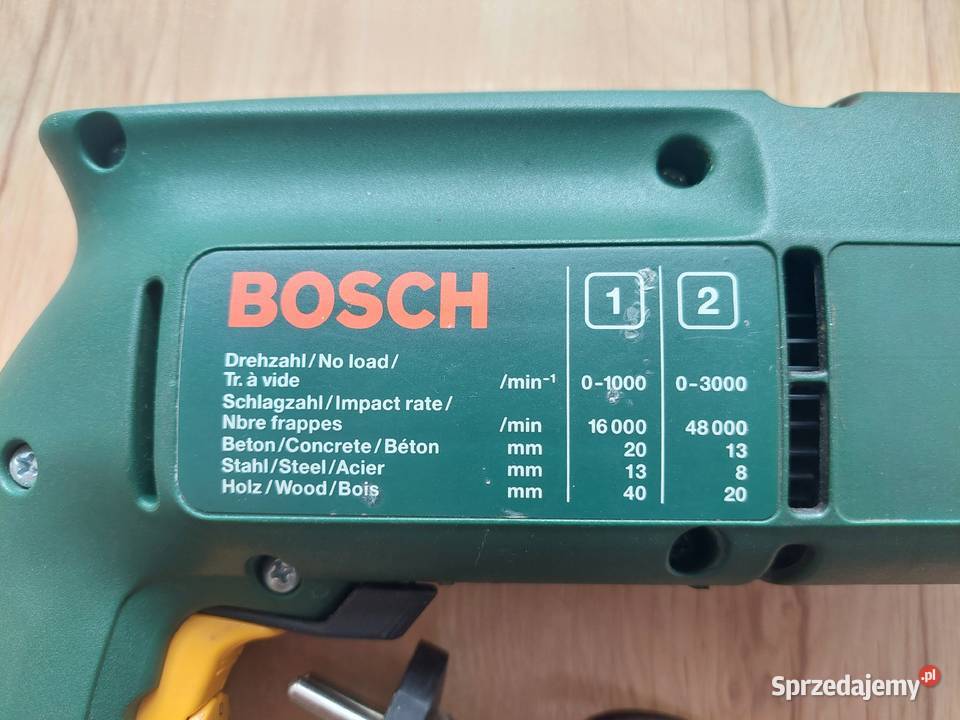 BOSCH 1 2
Drehzahl/No load/
Tr. à vide /min⁻¹ 0-1000 0-3000
Schlagzahl/Impact rate/
Nbre frappes /min 16 000 48 000
Beton/Concrete/Béton mm 20 13
Stahl/Steel/Acier mm 13 8
Holz/Wood/Bois mm 40 20
Sprzedajemy.pl